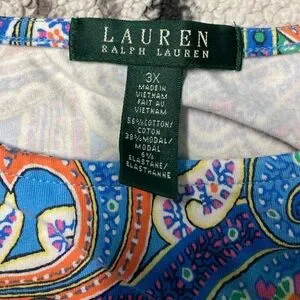 LAUREN
RALPH LAUREN
3X
MADE IN
VIETNAM
FAIT AU
VIETNAM
56%COTTON/
COTON
38%MODAL/
MODAL
6%
ELASTANE/
ELASTHANNE